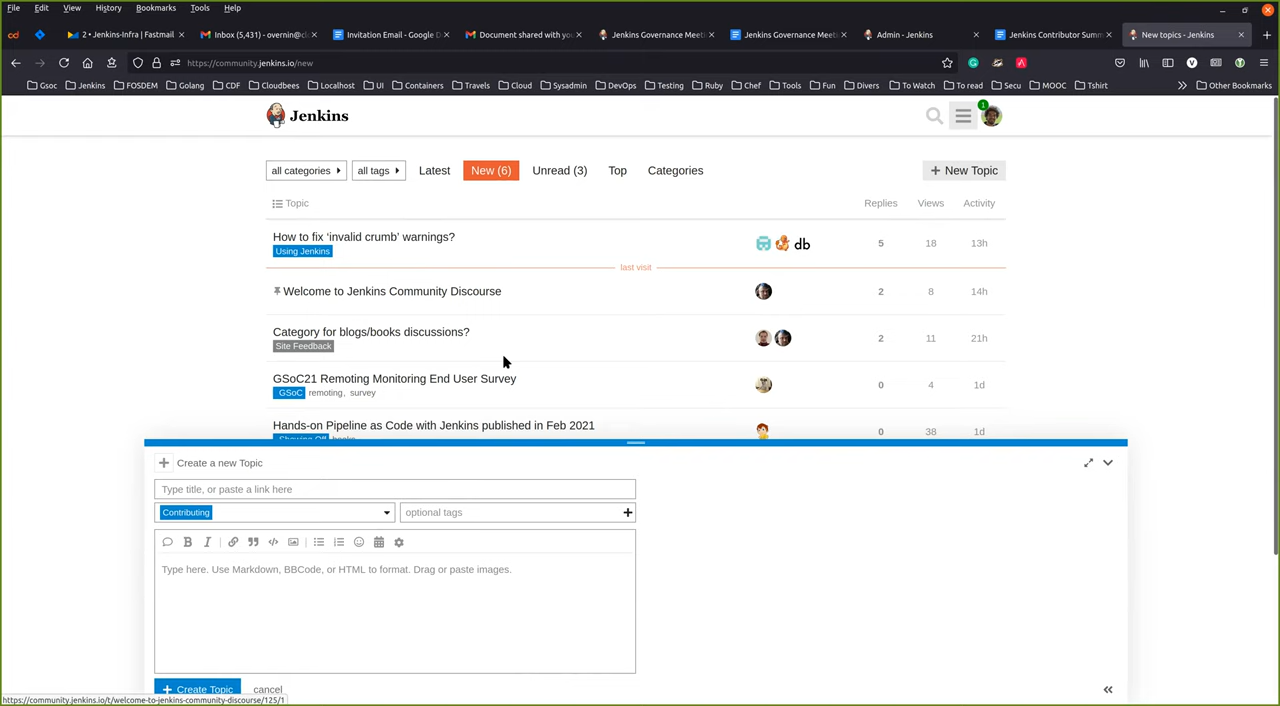 File Edit View History Bookmarks Tools Help
2 • Jenkins-Infra | Fastmail Inbox (5,431) - overnin@cl Invitation Email - Google D Document shared with yo Jenkins Governance Meeti Jenkins Governance Meeti Admin - Jenkins Jenkins Contributor Summ New topics - Jenkins
https://community.jenkins.io/new
Gsoc Jenkins FOSDEM Golang CDF Cloudbees Localhost UI Containers Travels Cloud Sysadmin DevOps Testing Ruby Chef Tools Fun Divers To Watch To read Secu MOOC Tshirt Other Bookmarks
Jenkins 1
all categories all tags Latest New (6) Unread (3) Top Categories + New Topic
Topic Replies Views Activity
How to fix ‘invalid crumb’ warnings? db 5 18 13h
Using Jenkins
last visit
Welcome to Jenkins Community Discourse 2 8 14h
Category for blogs/books discussions? 2 11 21h
Site Feedback
GSoC21 Remoting Monitoring End User Survey 0 4 1d
GSoC remoting, survey
Hands-on Pipeline as Code with Jenkins published in Feb 2021 0 38 1d
Showing Off books
Create a new Topic
Type title, or paste a link here
Contributing optional tags
Type here. Use Markdown, BBCode, or HTML to format. Drag or paste images.
+ Create Topic cancel
https://community.jenkins.io/t/welcome-to-jenkins-community-discourse/125/1